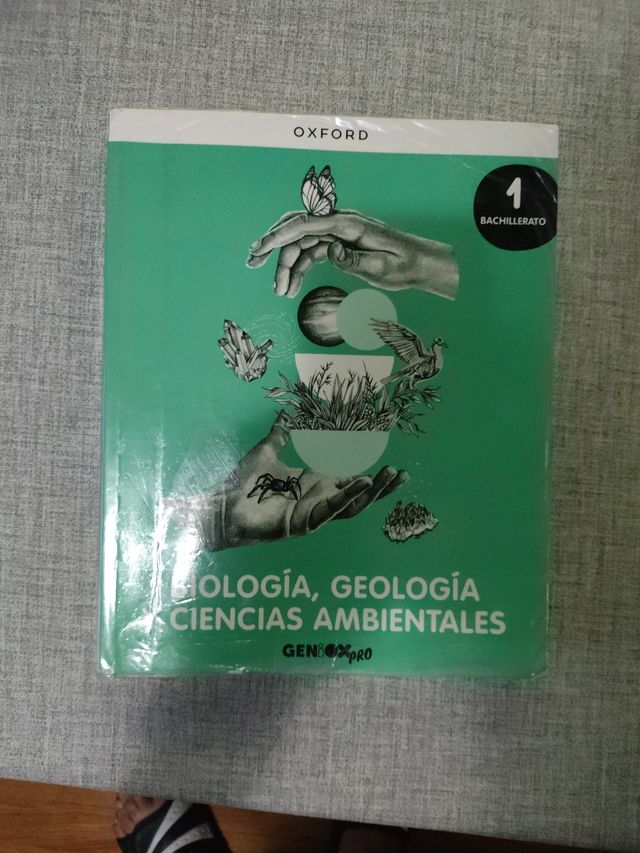 OXFORD
1
BACHILLERATO
BIOLOGÍA, GEOLOGÍA
CIENCIAS AMBIENTALES
GENiOX PRO